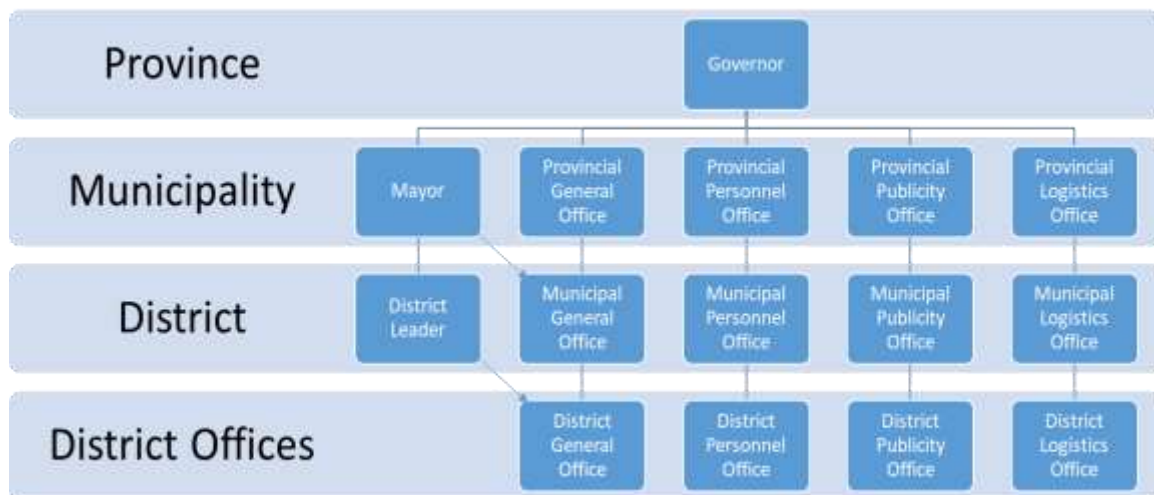 Province
Governor
Municipality
Mayor
Provincial
General
Office
Provincial
Personnel
Office
Provincial
Publicity
Office
Provincial
Logistics
Office
District
District
Leader
Municipal
General
Office
Municipal
Personnel
Office
Municipal
Publicity
Office
Municipal
Logistics
Office
District Offices
District
General
Office
District
Personnel
Office
District
Publicity
Office
District
Logistics
Office